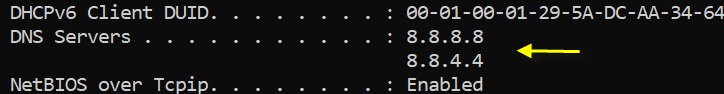 DHCPv6 Client DUID. . . . . . . . : 00-01-00-01-29-5A-DC-AA-34-64
DNS Servers . . . . . . . . . . . : 8.8.8.8
8.8.4.4
NetBIOS over Tcpip. . . . . . . . : Enabled